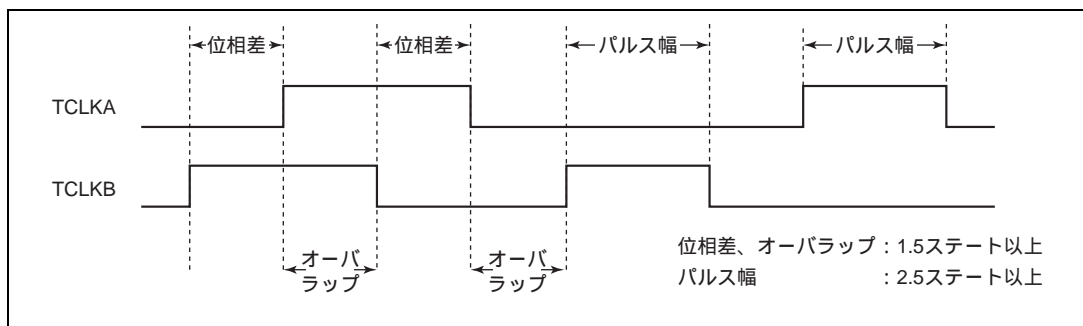 位相差
位相差
パルス幅
パルス幅
TCLKA
TCLKB
オーバ
ラップ
オーバ
ラップ
位相差、オーバラップ：1.5ステート以上
パルス幅　　　　　　：2.5ステート以上